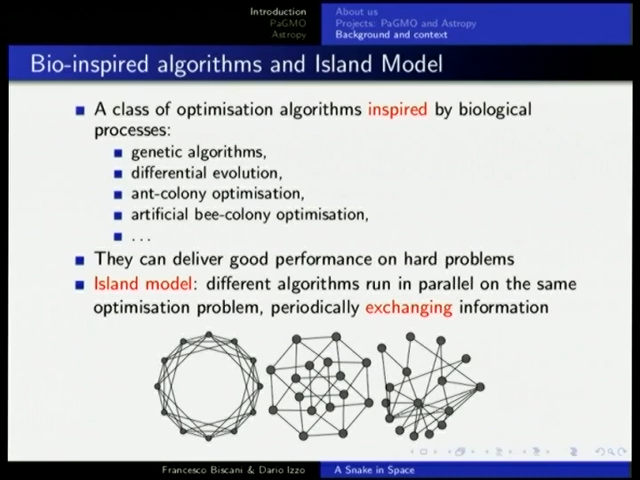 Introduction
PaGMO
Astropy
About us
Projects: PaGMO and Astropy
Background and context
Bio-inspired algorithms and Island Model
A class of optimisation algorithms inspired by biological
processes:
genetic algorithms,
differential evolution,
ant-colony optimisation,
artificial bee-colony optimisation,
...
They can deliver good performance on hard problems
Island model: different algorithms run in parallel on the same
optimisation problem, periodically exchanging information
Francesco Biscani & Dario Izzo
A Snake in Space